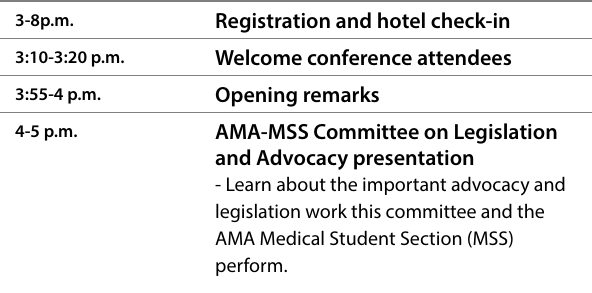 3-8p.m. Registration and hotel check-in
3:10-3:20 p.m. Welcome conference attendees
3:55-4 p.m. Opening remarks
4-5 p.m. AMA-MSS Committee on Legislation
and Advocacy presentation
- Learn about the important advocacy and
legislation work this committee and the
AMA Medical Student Section (MSS)
perform.